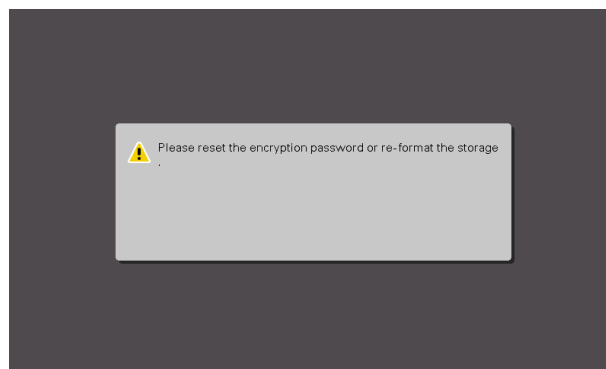 Please reset the encryption password or re-format the storage
.